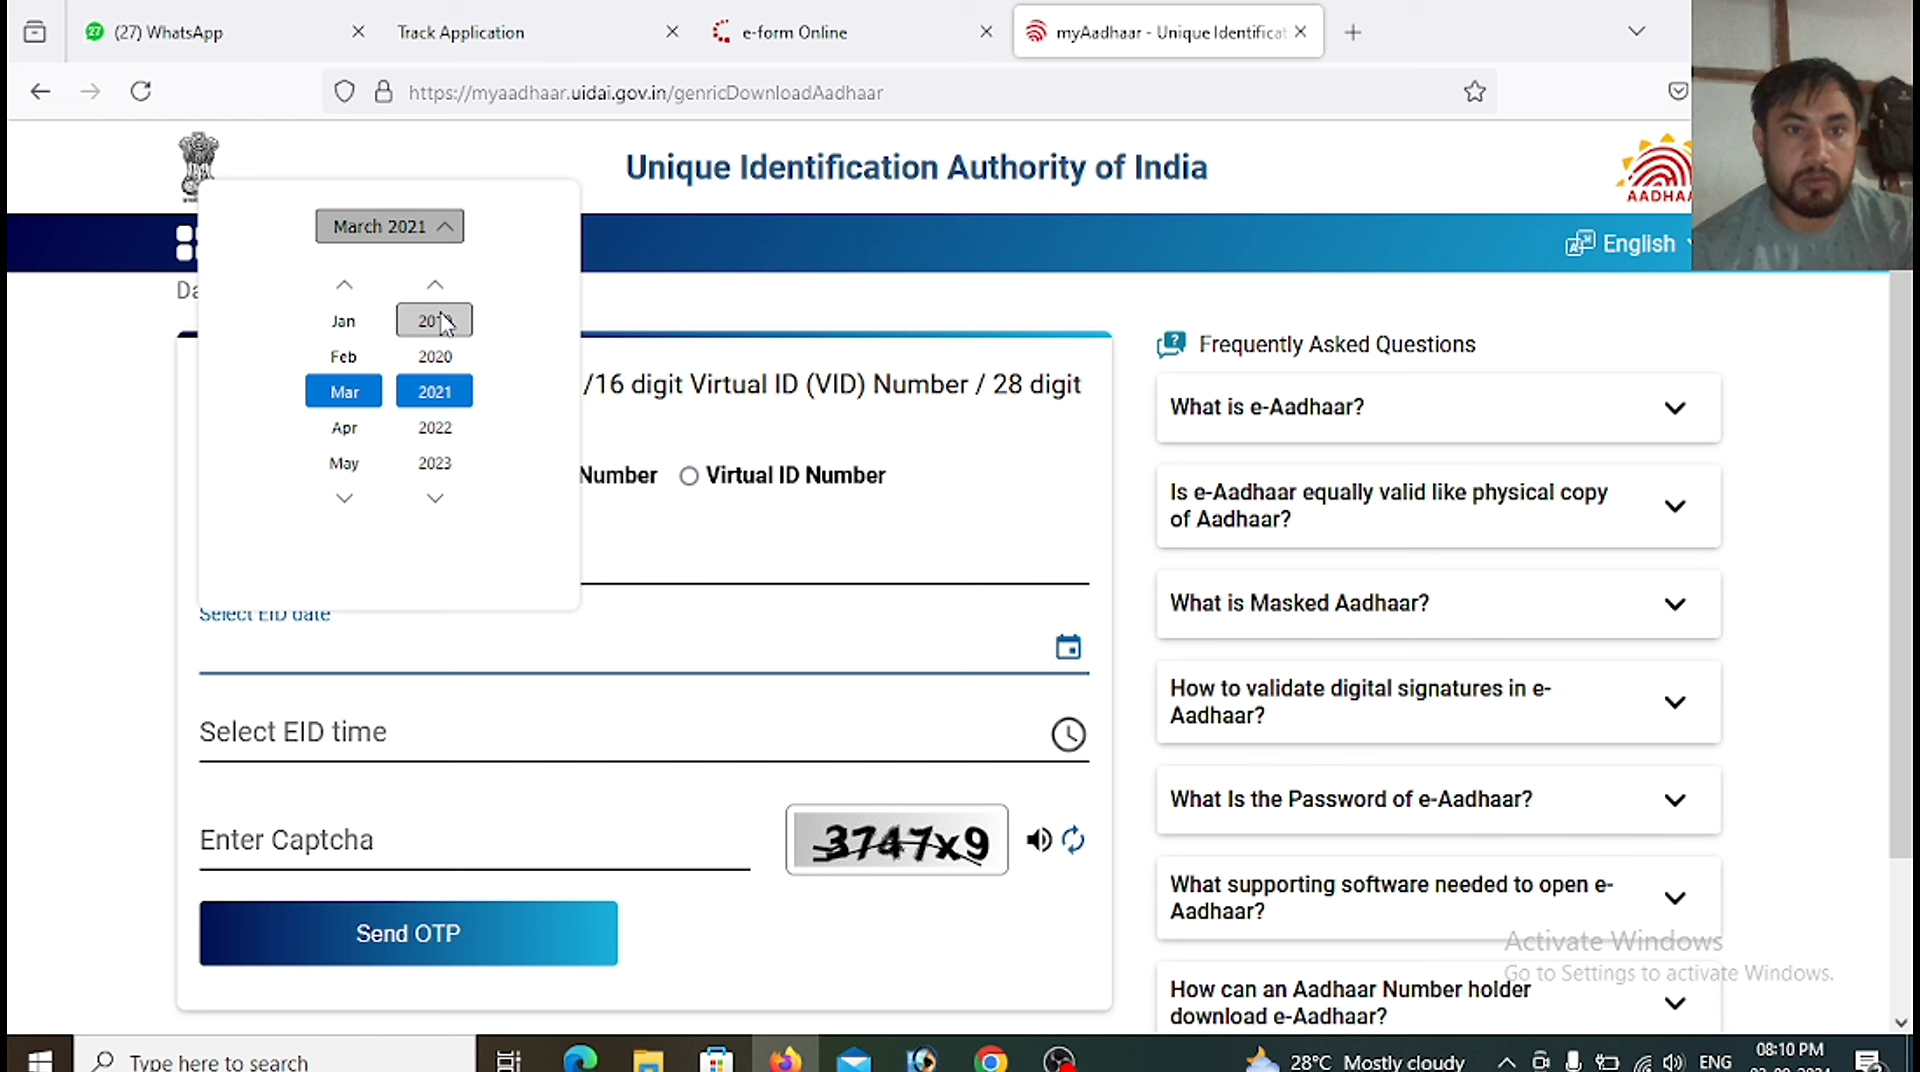 27
(27) WhatsApp
Track Application
e-form Online
myAadhaar - Unique Identificat
https://myaadhaar.uidai.gov.in/genricDownloadAadhaar
Unique Identification Authority of India
March 2021
English
Jan
Feb 2020
Mar 2021
Apr 2022
May 2023
/16 digit Virtual ID (VID) Number / 28 digit
Number Virtual ID Number
Select EID date
Select EID time
Enter Captcha
3747x9
Send OTP
Frequently Asked Questions
What is e-Aadhaar?
Is e-Aadhaar equally valid like physical copy
of Aadhaar?
What is Masked Aadhaar?
How to validate digital signatures in e-
Aadhaar?
What Is the Password of e-Aadhaar?
What supporting software needed to open e-
Aadhaar?
How can an Aadhaar Number holder
download e-Aadhaar?
Activate Windows
Go to Settings to activate Windows.
Type here to search
28°C Mostly cloudy
ENG
08:10 PM